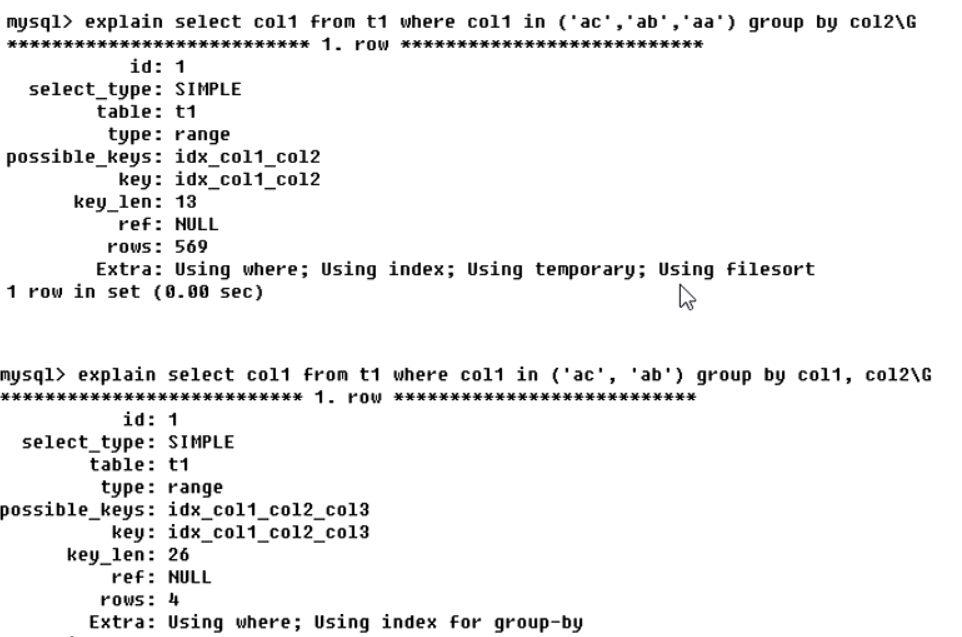 mysql> explain select col1 from t1 where col1 in ('ac','ab','aa') group by col2\G
*************************** 1. row ***************************
id: 1
select_type: SIMPLE
table: t1
type: range
possible_keys: idx_col1_col2
key: idx_col1_col2
key_len: 13
ref: NULL
rows: 569
Extra: Using where; Using index; Using temporary; Using filesort
1 row in set (0.00 sec)
mysql> explain select col1 from t1 where col1 in ('ac', 'ab') group by col1, col2\G
*************************** 1. row ***************************
id: 1
select_type: SIMPLE
table: t1
type: range
possible_keys: idx_col1_col2_col3
key: idx_col1_col2_col3
key_len: 26
ref: NULL
rows: 4
Extra: Using where; Using index for group-by